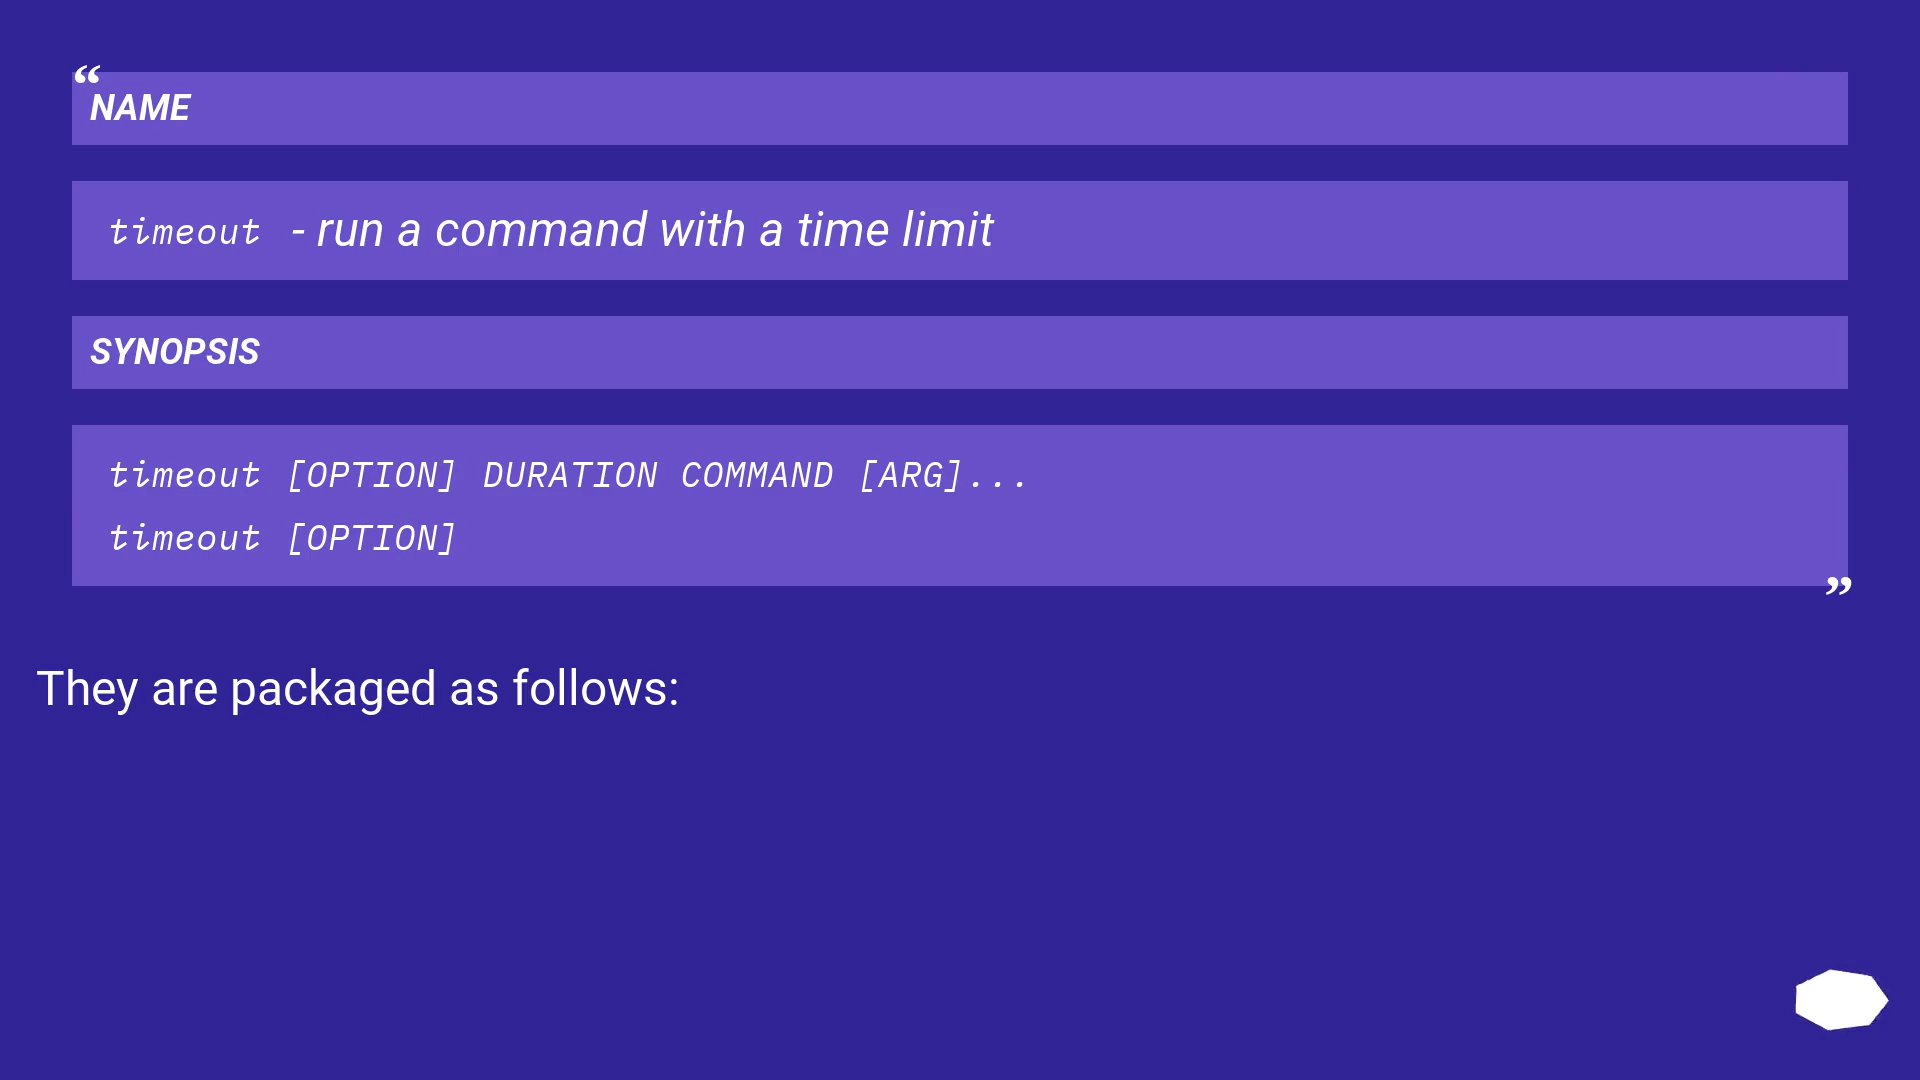 “
NAME
timeout - run a command with a time limit
SYNOPSIS
timeout [OPTION] DURATION COMMAND [ARG]...
timeout [OPTION]
”
They are packaged as follows: